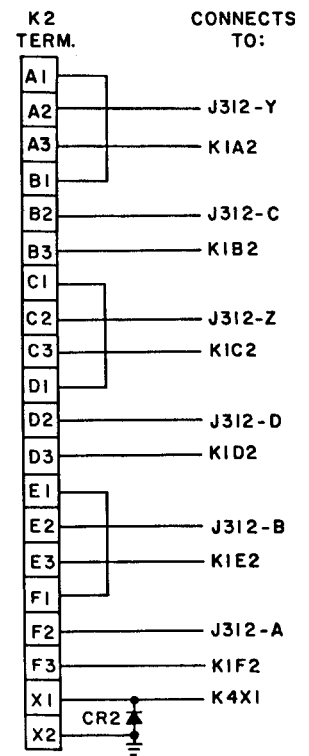 K2 CONNECTS
TERM. TO:
A1
A2 J312-Y
A3 K1A2
B1
B2 J312-C
B3 K1B2
C1
C2 J312-Z
C3 K1C2
D1
D2 J312-D
D3 K1D2
E1
E2 J312-B
E3 K1E2
F1
F2 J312-A
F3 K1F2
X1 K4X1
CR2
X2